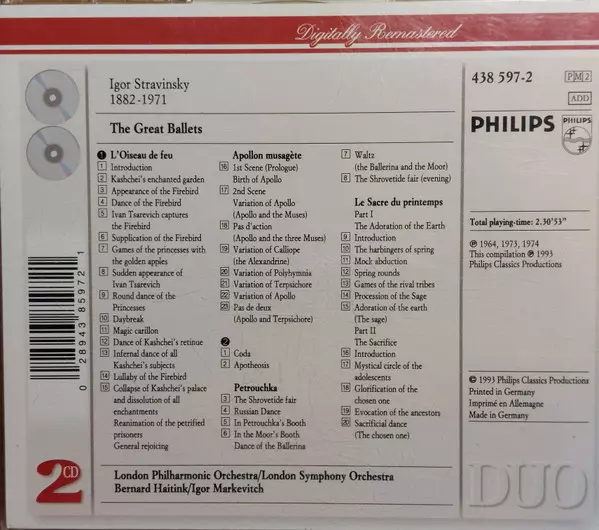 Digitally Remastered
Igor Stravinsky
1882-1971
The Great Ballets
1 L'Oiseau de feu
1 Introduction
2 Kashchei's enchanted garden
3 Appearance of the Firebird
4 Dance of the Firebird
5 Ivan Tsarevich captures
the Firebird
6 Supplication of the Firebird
7 Games of the princesses with
the golden apples
8 Sudden appearance of
Ivan Tsarevich
9 Round dance of the
Princesses
10 Daybreak
11 Magic carillon
12 Dance of Kashchei's retinue
13 Infernal dance of all
Kashchei's subjects
14 Lullaby of the Firebird
15 Collapse of Kashchei's palace
and dissolution of all
enchantments
Reanimation of the petrified
prisoners
General rejoicing
Apollon musagète
16 1st Scene (Prologue)
Birth of Apollo
17 2nd Scene
Variation of Apollo
(Apollo and the Muses)
18 Pas d'action
(Apollo and the three Muses)
19 Variation of Calliope
(the Alexandrine)
20 Variation of Polyhymnia
21 Variation of Terpsichore
22 Variation of Apollo
23 Pas de deux
(Apollo and Terpsichore)
2
1 Coda
2 Apotheosis
Petrouchka
3 The Shrovetide fair
4 Russian Dance
5 In Petrouchka's Booth
6 In the Moor's Booth
Dance of the Ballerina
7 Waltz
(the Ballerina and the Moor)
8 The Shrovetide fair (evening)
Le Sacre du printemps
Part I
The Adoration of the Earth
9 Introduction
10 The harbingers of spring
11 Mock abduction
12 Spring rounds
13 Games of the rival tribes
14 Procession of the Sage
15 Adoration of the earth
(The sage)
Part II
The Sacrifice
16 Introduction
17 Mystical circle of the
adolescents
18 Glorification of the
chosen one
19 Evocation of the ancestors
20 Sacrificial dance
(The chosen one)
London Philharmonic Orchestra/London Symphony Orchestra
Bernard Haitink/Igor Markevitch
438 597-2
PM2
ADD
PHILIPS
PHILIPS
Total playing-time: 2.30'53"
℗ 1964, 1973, 1974
This compilation ℗ 1993
Philips Classics Productions
© 1993 Philips Classics Productions
Printed in Germany
Imprimé en Allemagne
Made in Germany
DUO
2 CD
0 28943 85972 1